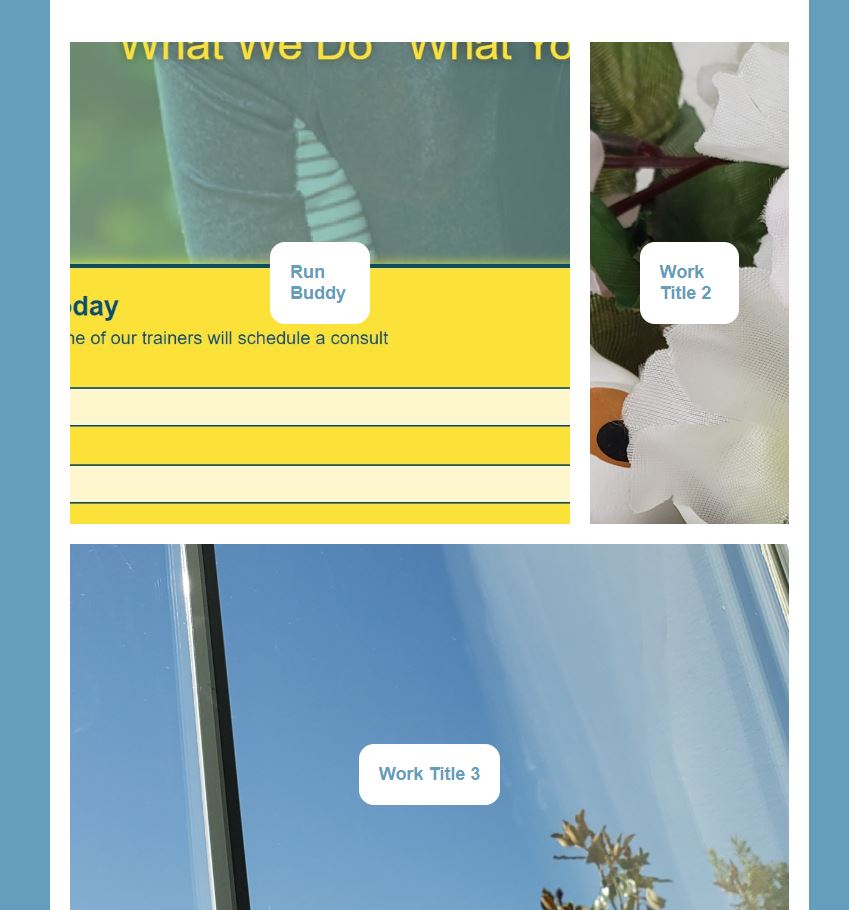 What We Do What Yo
Run
Buddy
oday
ne of our trainers will schedule a consult
Work
Title 2
Work Title 3